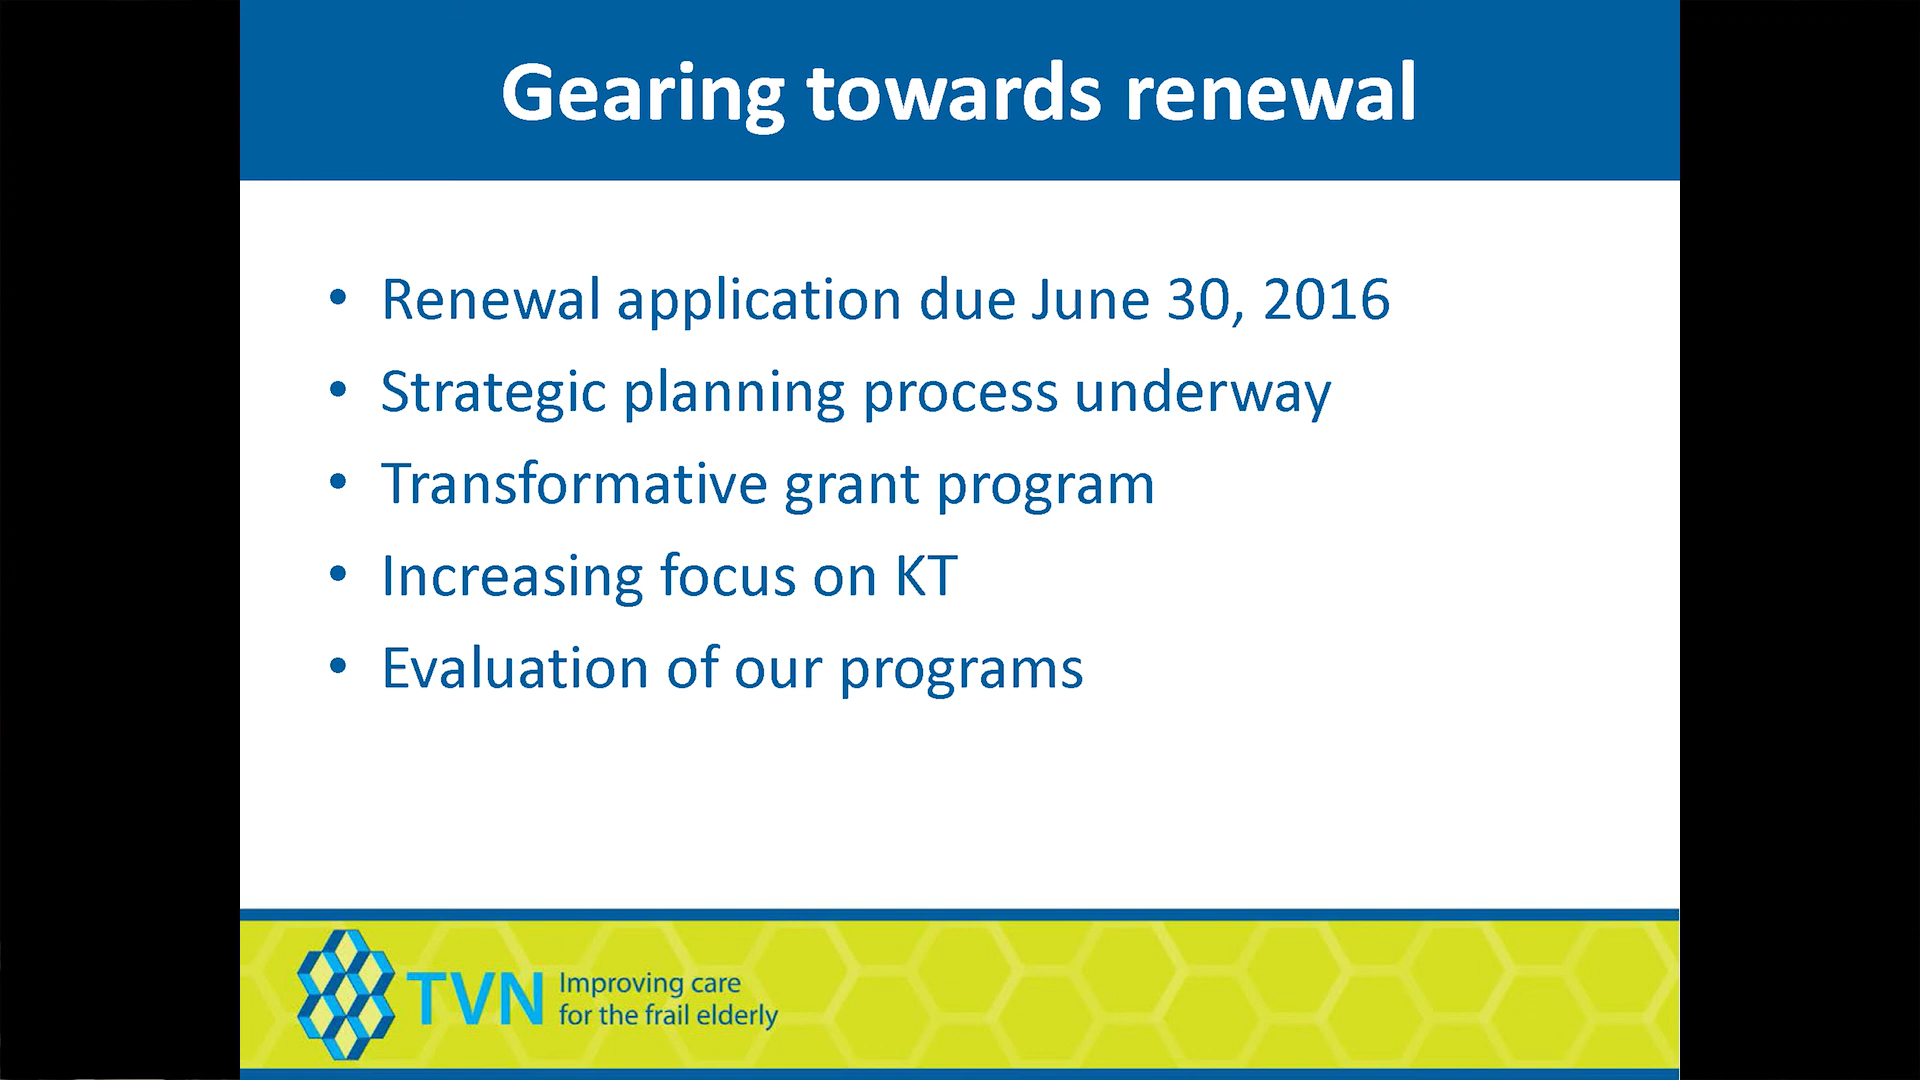 Gearing towards renewal
• Renewal application due June 30, 2016
• Strategic planning process underway
• Transformative grant program
• Increasing focus on KT
• Evaluation of our programs
TVN Improving care
for the frail elderly